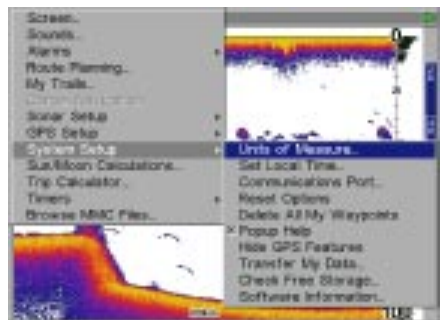 Screen...
Sounds...
Alarms
Route Planning...
My Trails...
Sonar Setup
GPS Setup
System Setup
Sun/Moon Calculations...
Trip Calculator...
Timers
Browse MMC Files...
Units of Measure...
Set Local Time...
Communications Port...
Reset Options
Delete All My Waypoints
× Popup Help
Hide GPS Features
Transfer My Data...
Check Free Storage...
Software Information...
0